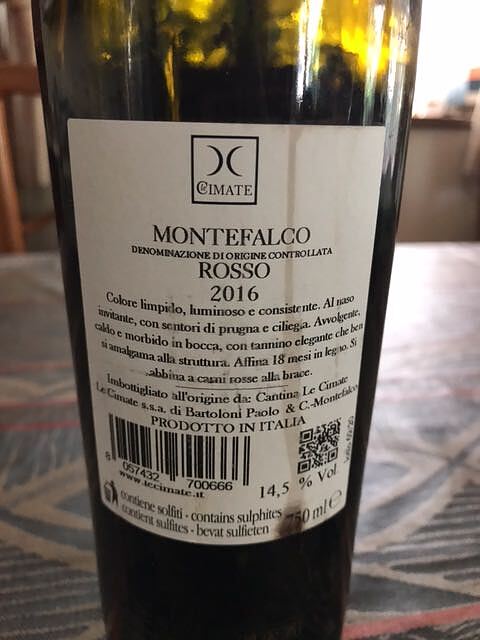 Le CIMATE
MONTEFALCO
DENOMINAZIONE DI ORIGINE CONTROLLATA
ROSSO
2016
Colore limpido, luminoso e consistente. Al naso
invitante, con sentori di prugna e ciliegia. Avvolgente,
caldo e morbido in bocca, con tannino elegante che ben
si amalgama alla struttura. Affina 18 mesi in legno. Si
abbina a carni rosse alla brace.
Imbottigliato all'origine da: Cantina Le Cimate
Le Cimate s.s.a. di Bartoloni Paolo & C.-Montefalco
PRODOTTO IN ITALIA
8 057432 700666
www.lecimate.it
14,5 % Vol.
contiene solfiti - contains sulphites
contient sulfites - bevat sulfieten
750 ml e